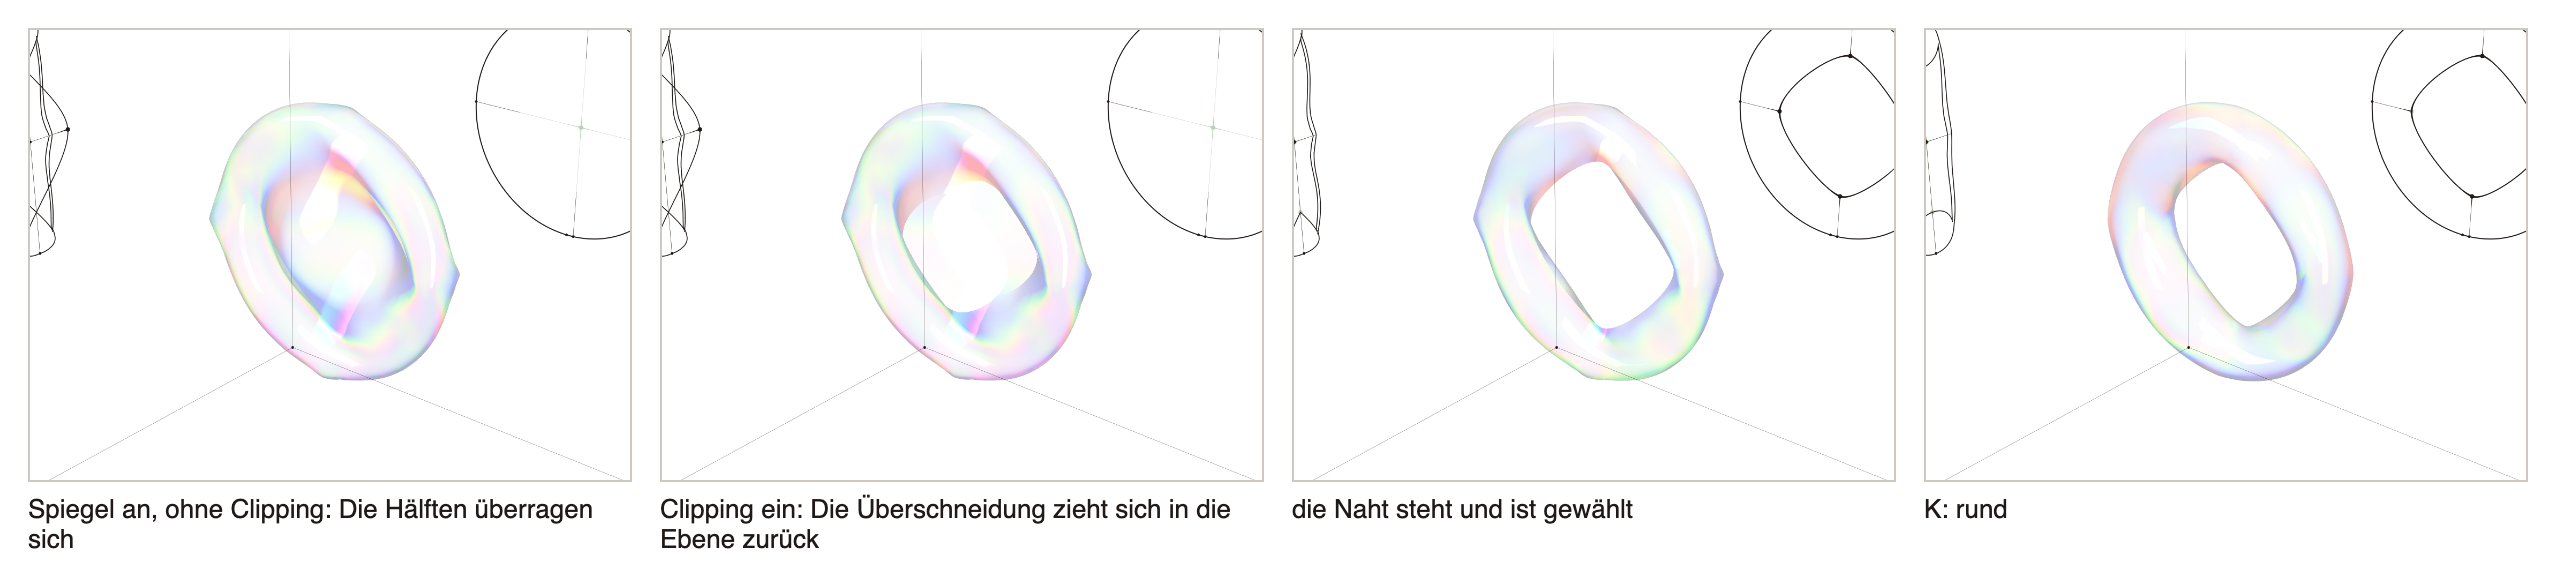 Spiegel an, ohne Clipping: Die Hälften überragen
sich
Clipping ein: Die Überschneidung zieht sich in die
Ebene zurück
die Naht steht und ist gewählt
K: rund